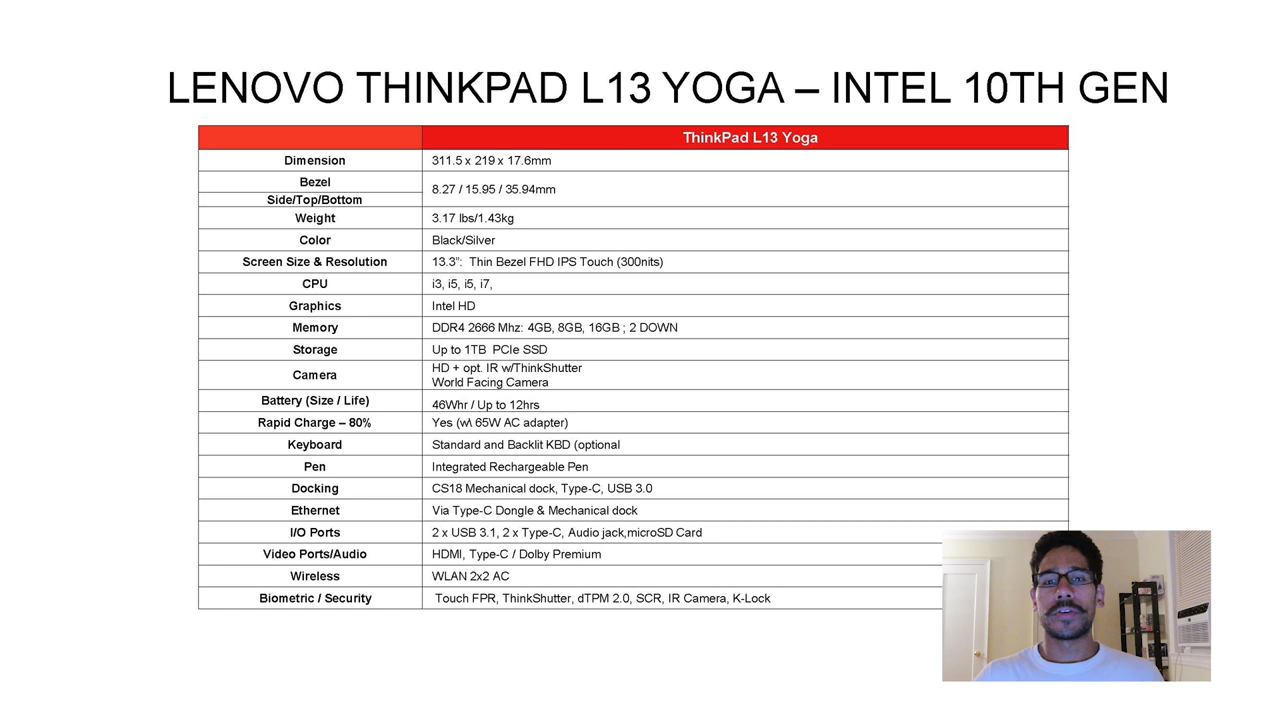 LENOVO THINKPAD L13 YOGA – INTEL 10TH GEN
ThinkPad L13 Yoga
Dimension 311.5 x 219 x 17.6mm
Bezel
Side/Top/Bottom 8.27 / 15.95 / 35.94mm
Weight 3.17 lbs/1.43kg
Color Black/Silver
Screen Size & Resolution 13.3": Thin Bezel FHD IPS Touch (300nits)
CPU i3, i5, i5, i7,
Graphics Intel HD
Memory DDR4 2666 Mhz: 4GB, 8GB, 16GB ; 2 DOWN
Storage Up to 1TB PCIe SSD
Camera HD + opt. IR w/ThinkShutter
World Facing Camera
Battery (Size / Life) 46Whr / Up to 12hrs
Rapid Charge – 80% Yes (w\ 65W AC adapter)
Keyboard Standard and Backlit KBD (optional
Pen Integrated Rechargeable Pen
Docking CS18 Mechanical dock, Type-C, USB 3.0
Ethernet Via Type-C Dongle & Mechanical dock
I/O Ports 2 x USB 3.1, 2 x Type-C, Audio jack,microSD Card
Video Ports/Audio HDMI, Type-C / Dolby Premium
Wireless WLAN 2x2 AC
Biometric / Security Touch FPR, ThinkShutter, dTPM 2.0, SCR, IR Camera, K-Lock